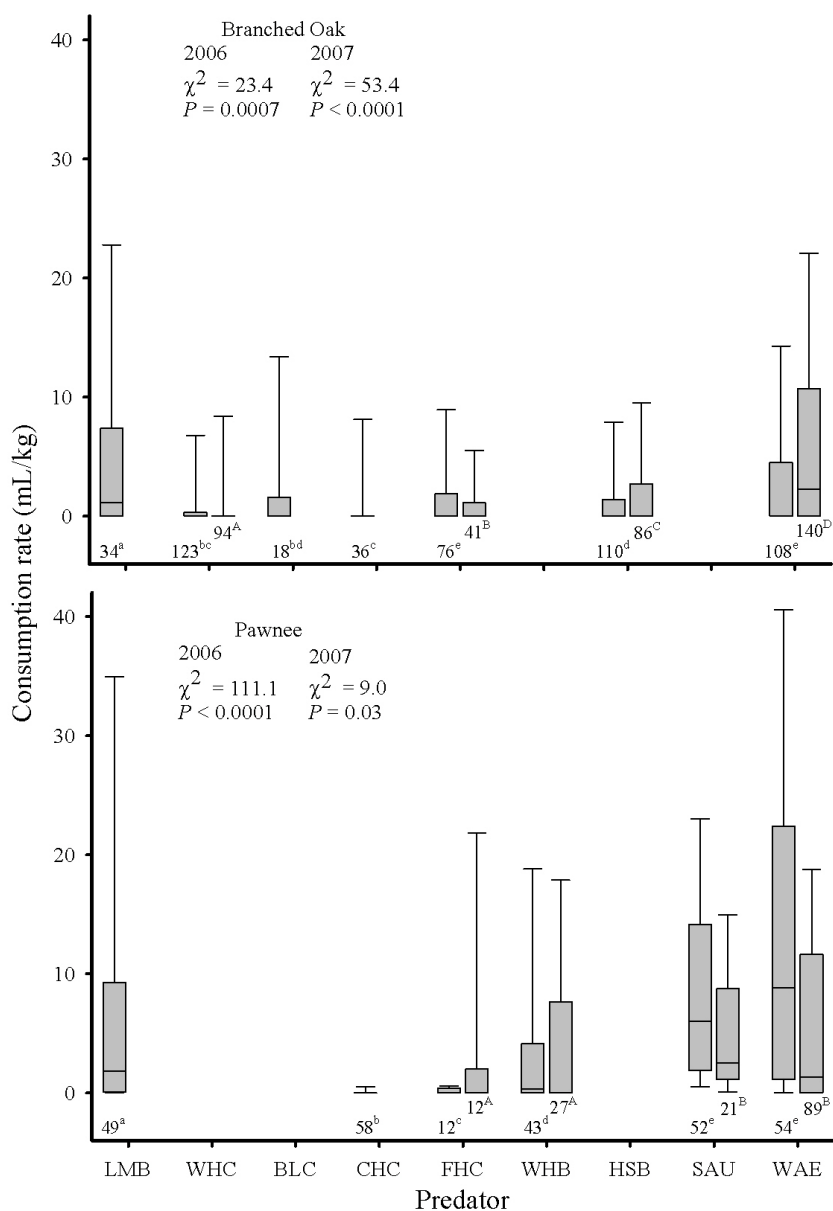 Branched Oak
2006 2007
χ² = 23.4 χ² = 53.4
P = 0.0007 P < 0.0001
40
30
20
10
0
94ᴬ 41ᴮ 86ꟲ 140ᴰ
34ᵃ 123ᵇᶜ 18ᵇᵈ 36ᶜ 76ᵉ 110ᵈ 108ᵉ
Consumption rate (mL/kg)
Pawnee
2006 2007
χ² = 111.1 χ² = 9.0
P < 0.0001 P = 0.03
40
30
20
10
0
12ᴬ 27ᴬ 21ᴮ 89ᴮ
49ᵃ 58ᵇ 12ᶜ 43ᵈ 52ᵉ 54ᵉ
LMB WHC BLC CHC FHC WHB HSB SAU WAE
Predator